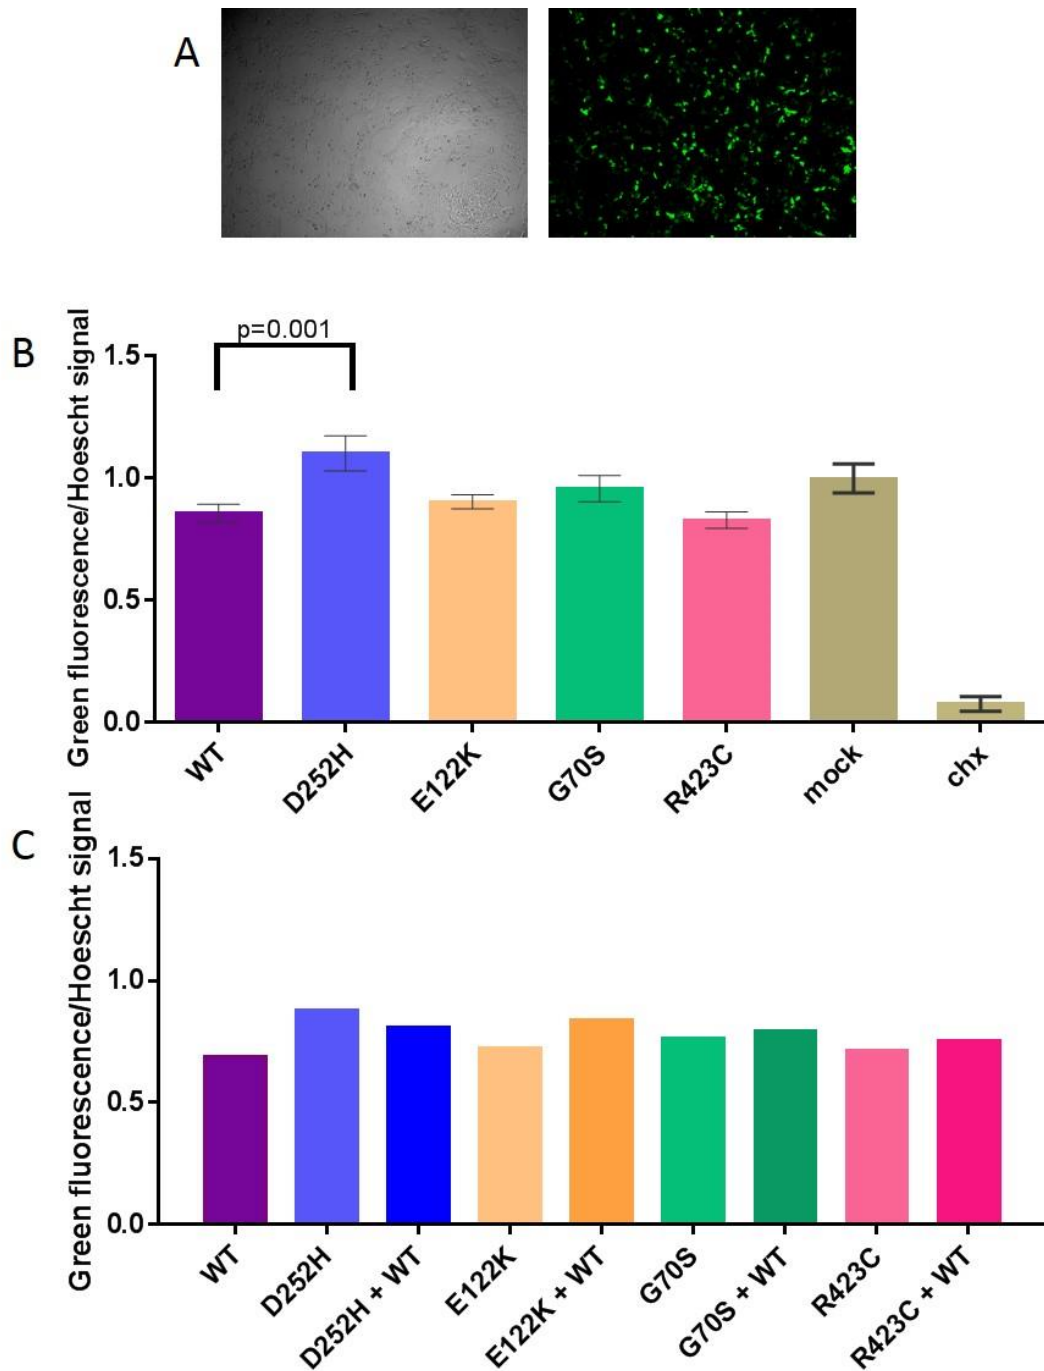 A
B
Green fluorescence/Hoescht signal
p=0.001
1.5
1.0
0.5
0.0
WT
D252H
E122K
G70S
R423C
mock
chx
C
Green fluorescence/Hoescht signal
1.5
1.0
0.5
0.0
WT
D252H
D252H + WT
E122K
E122K + WT
G70S
G70S + WT
R423C
R423C + WT